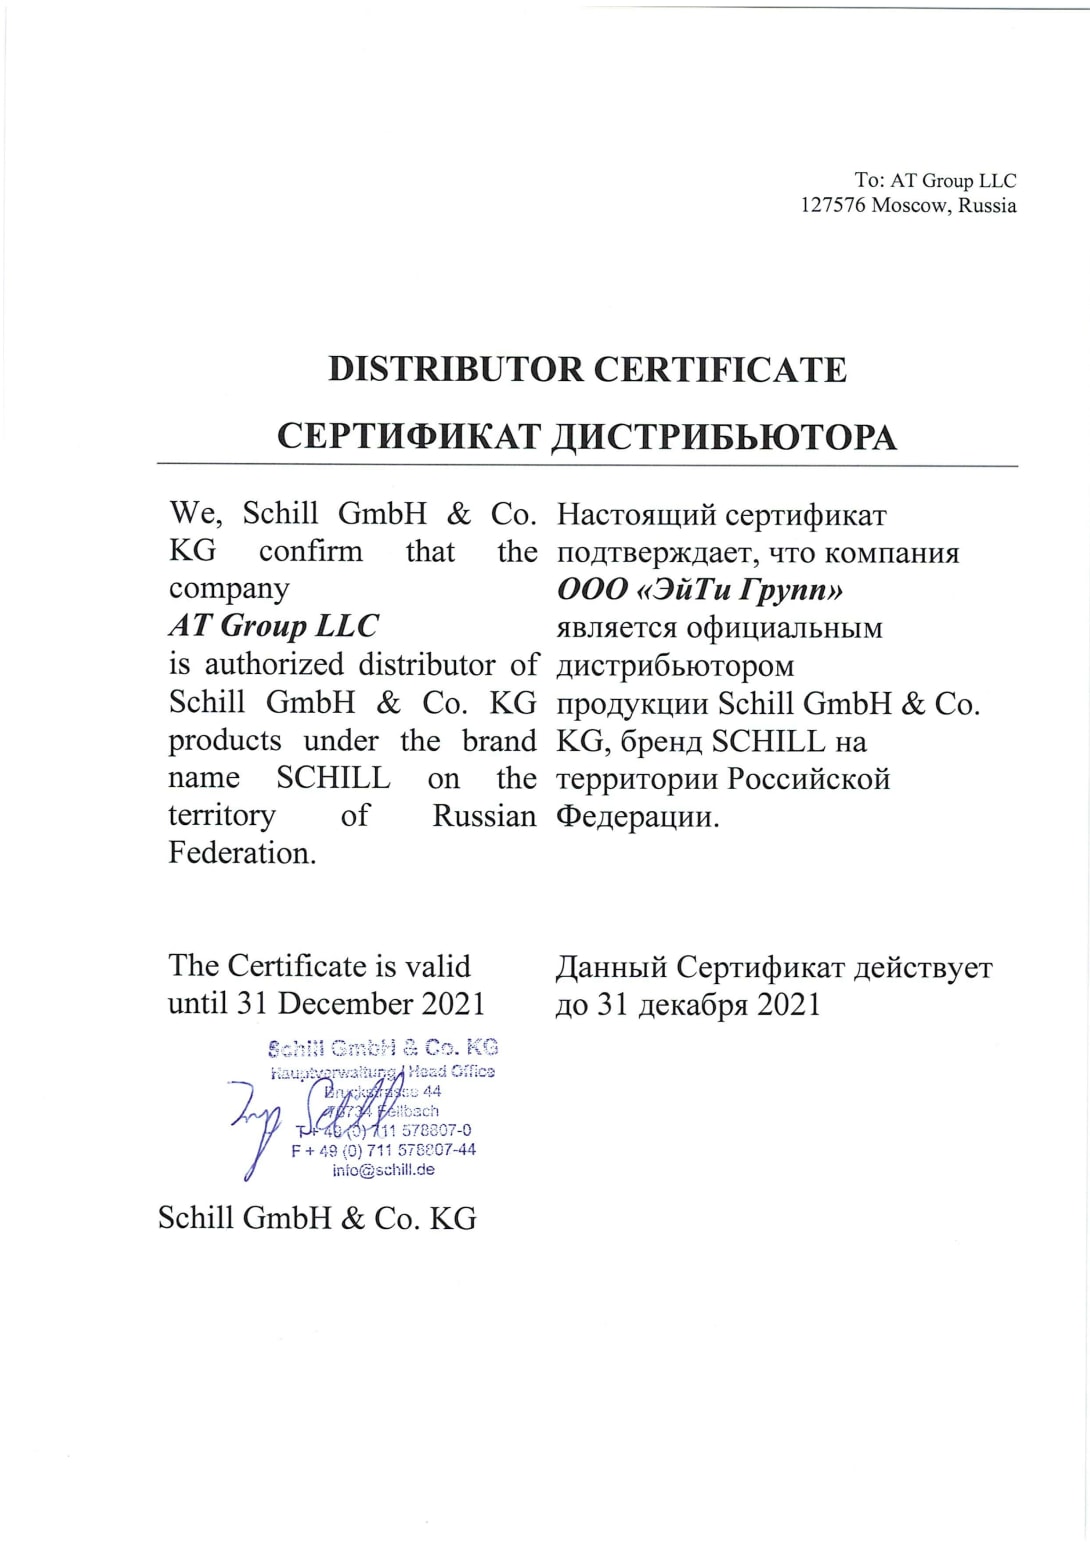 To: AT Group LLC
127576 Moscow, Russia
DISTRIBUTOR CERTIFICATE
СЕРТИФИКАТ ДИСТРИБЬЮТОРА
We, Schill GmbH & Co.
KG confirm that the
company
AT Group LLC
is authorized distributor of
Schill GmbH & Co. KG
products under the brand
name SCHILL on the
territory of Russian
Federation.
Настоящий сертификат
подтверждает, что компания
ООО «ЭйТи Групп»
является официальным
дистрибьютором
продукции Schill GmbH & Co.
KG, бренд SCHILL на
территории Российской
Федерации.
The Certificate is valid
until 31 December 2021
Данный Сертификат действует
до 31 декабря 2021
Schill GmbH & Co. KG
Hauptverwaltung / Head Office
Bruckstrasse 44
70734 Fellbach
T + 49 (0) 711 578807-0
F + 49 (0) 711 578807-44
info@schill.de
Schill GmbH & Co. KG